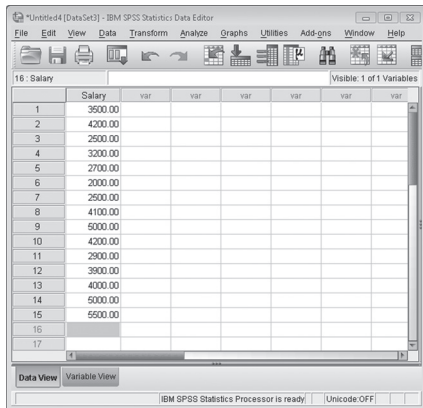 *Untitled4 [DataSet3] - IBM SPSS Statistics Data Editor
File Edit View Data Transform Analyze Graphs Utilities Add-ons Window Help
16 : Salary Visible: 1 of 1 Variables
Salary var var var var var var
1 3500.00
2 4200.00
3 2500.00
4 3200.00
5 2700.00
6 2000.00
7 2500.00
8 4100.00
9 5000.00
10 4200.00
11 2900.00
12 3900.00
13 4000.00
14 5000.00
15 5500.00
16
17
Data View Variable View
IBM SPSS Statistics Processor is ready Unicode:OFF